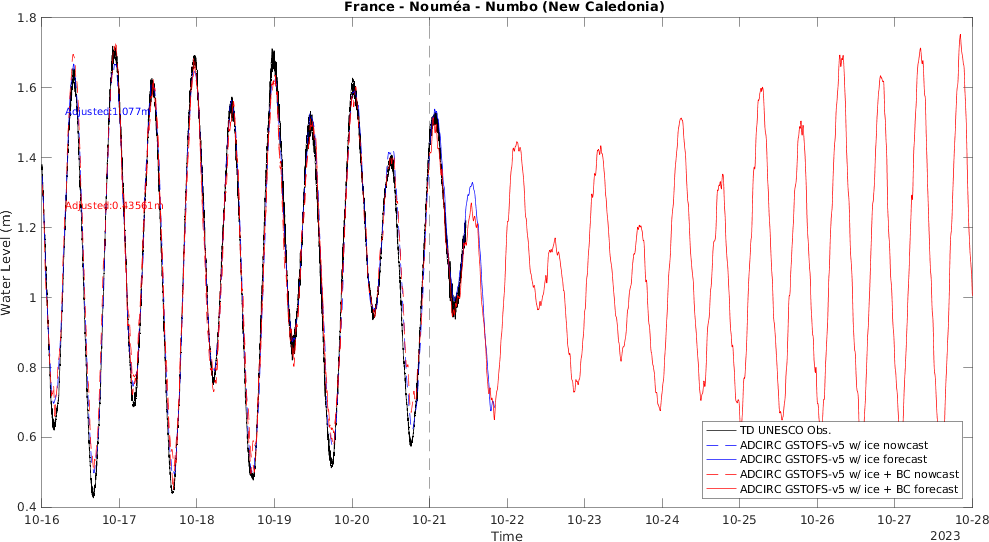 France - Nouméa - Numbo (New Caledonia)
Water Level (m)
1.8
1.6
1.4
1.2
1
0.8
0.6
0.4
Adjusted:1.077m
Adjusted:0.43561m
TD UNESCO Obs.
ADCIRC GSTOFS-v5 w/ ice nowcast
ADCIRC GSTOFS-v5 w/ ice forecast
ADCIRC GSTOFS-v5 w/ ice + BC nowcast
ADCIRC GSTOFS-v5 w/ ice + BC forecast
10-16 10-17 10-18 10-19 10-20 10-21 10-22 10-23 10-24 10-25 10-26 10-27 10-28
Time
2023